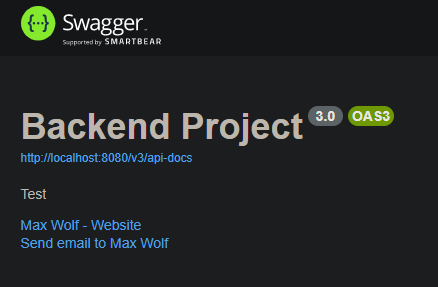 Swagger
Supported by SMARTBEAR
Backend Project 3.0 OAS3
http://localhost:8080/v3/api-docs
Test
Max Wolf - Website
Send email to Max Wolf